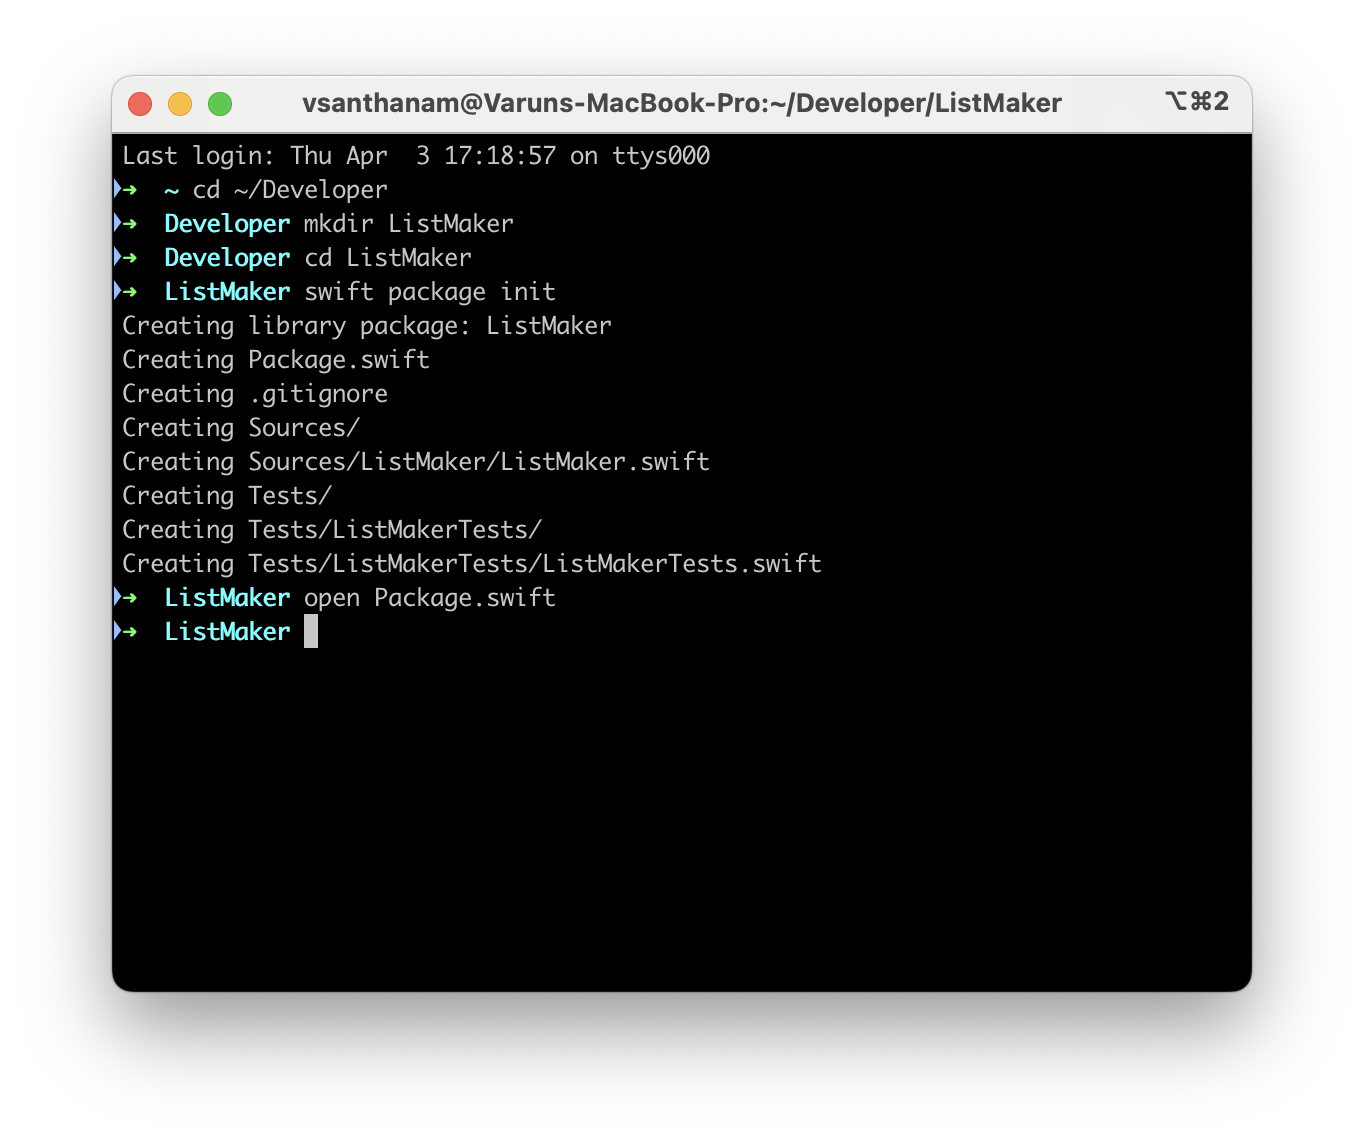 vsanthanam@Varuns-MacBook-Pro:~/Developer/ListMaker ⌥⌘2
Last login: Thu Apr  3 17:18:57 on ttys000
➜  ~ cd ~/Developer
➜  Developer mkdir ListMaker
➜  Developer cd ListMaker
➜  ListMaker swift package init
Creating library package: ListMaker
Creating Package.swift
Creating .gitignore
Creating Sources/
Creating Sources/ListMaker/ListMaker.swift
Creating Tests/
Creating Tests/ListMakerTests/
Creating Tests/ListMakerTests/ListMakerTests.swift
➜  ListMaker open Package.swift
➜  ListMaker